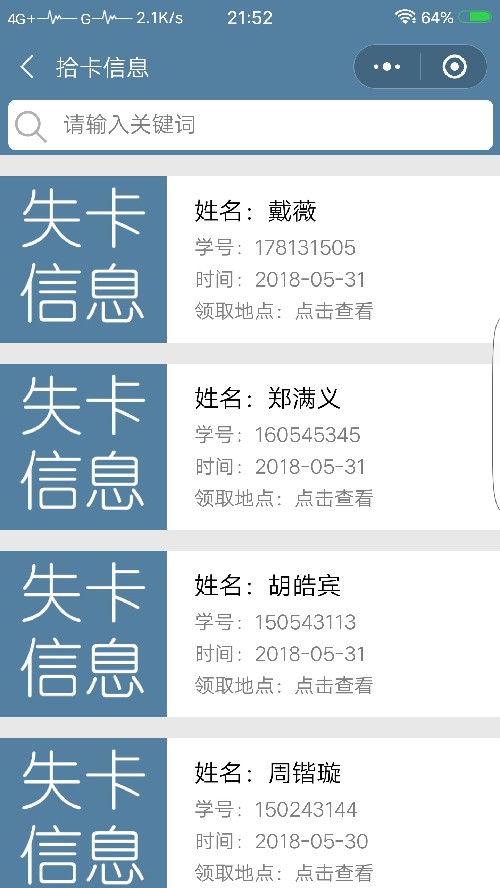 4G+ G 2.1K/s 21:52 64%
拾卡信息
请输入关键词
失卡
信息
姓名：戴薇
学号：178131505
时间：2018-05-31
领取地点：点击查看
失卡
信息
姓名：郑满义
学号：160545345
时间：2018-05-31
领取地点：点击查看
失卡
信息
姓名：胡皓宾
学号：150543113
时间：2018-05-31
领取地点：点击查看
失卡
信息
姓名：周锴璇
学号：150243144
时间：2018-05-30
领取地点：点击查看